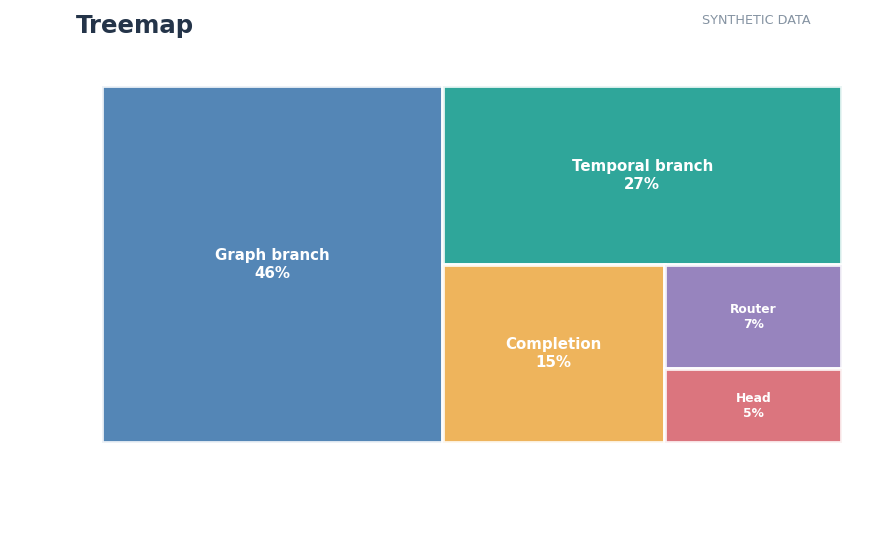 Treemap
SYNTHETIC DATA
Graph branch
46%
Temporal branch
27%
Completion
15%
Router
7%
Head
5%